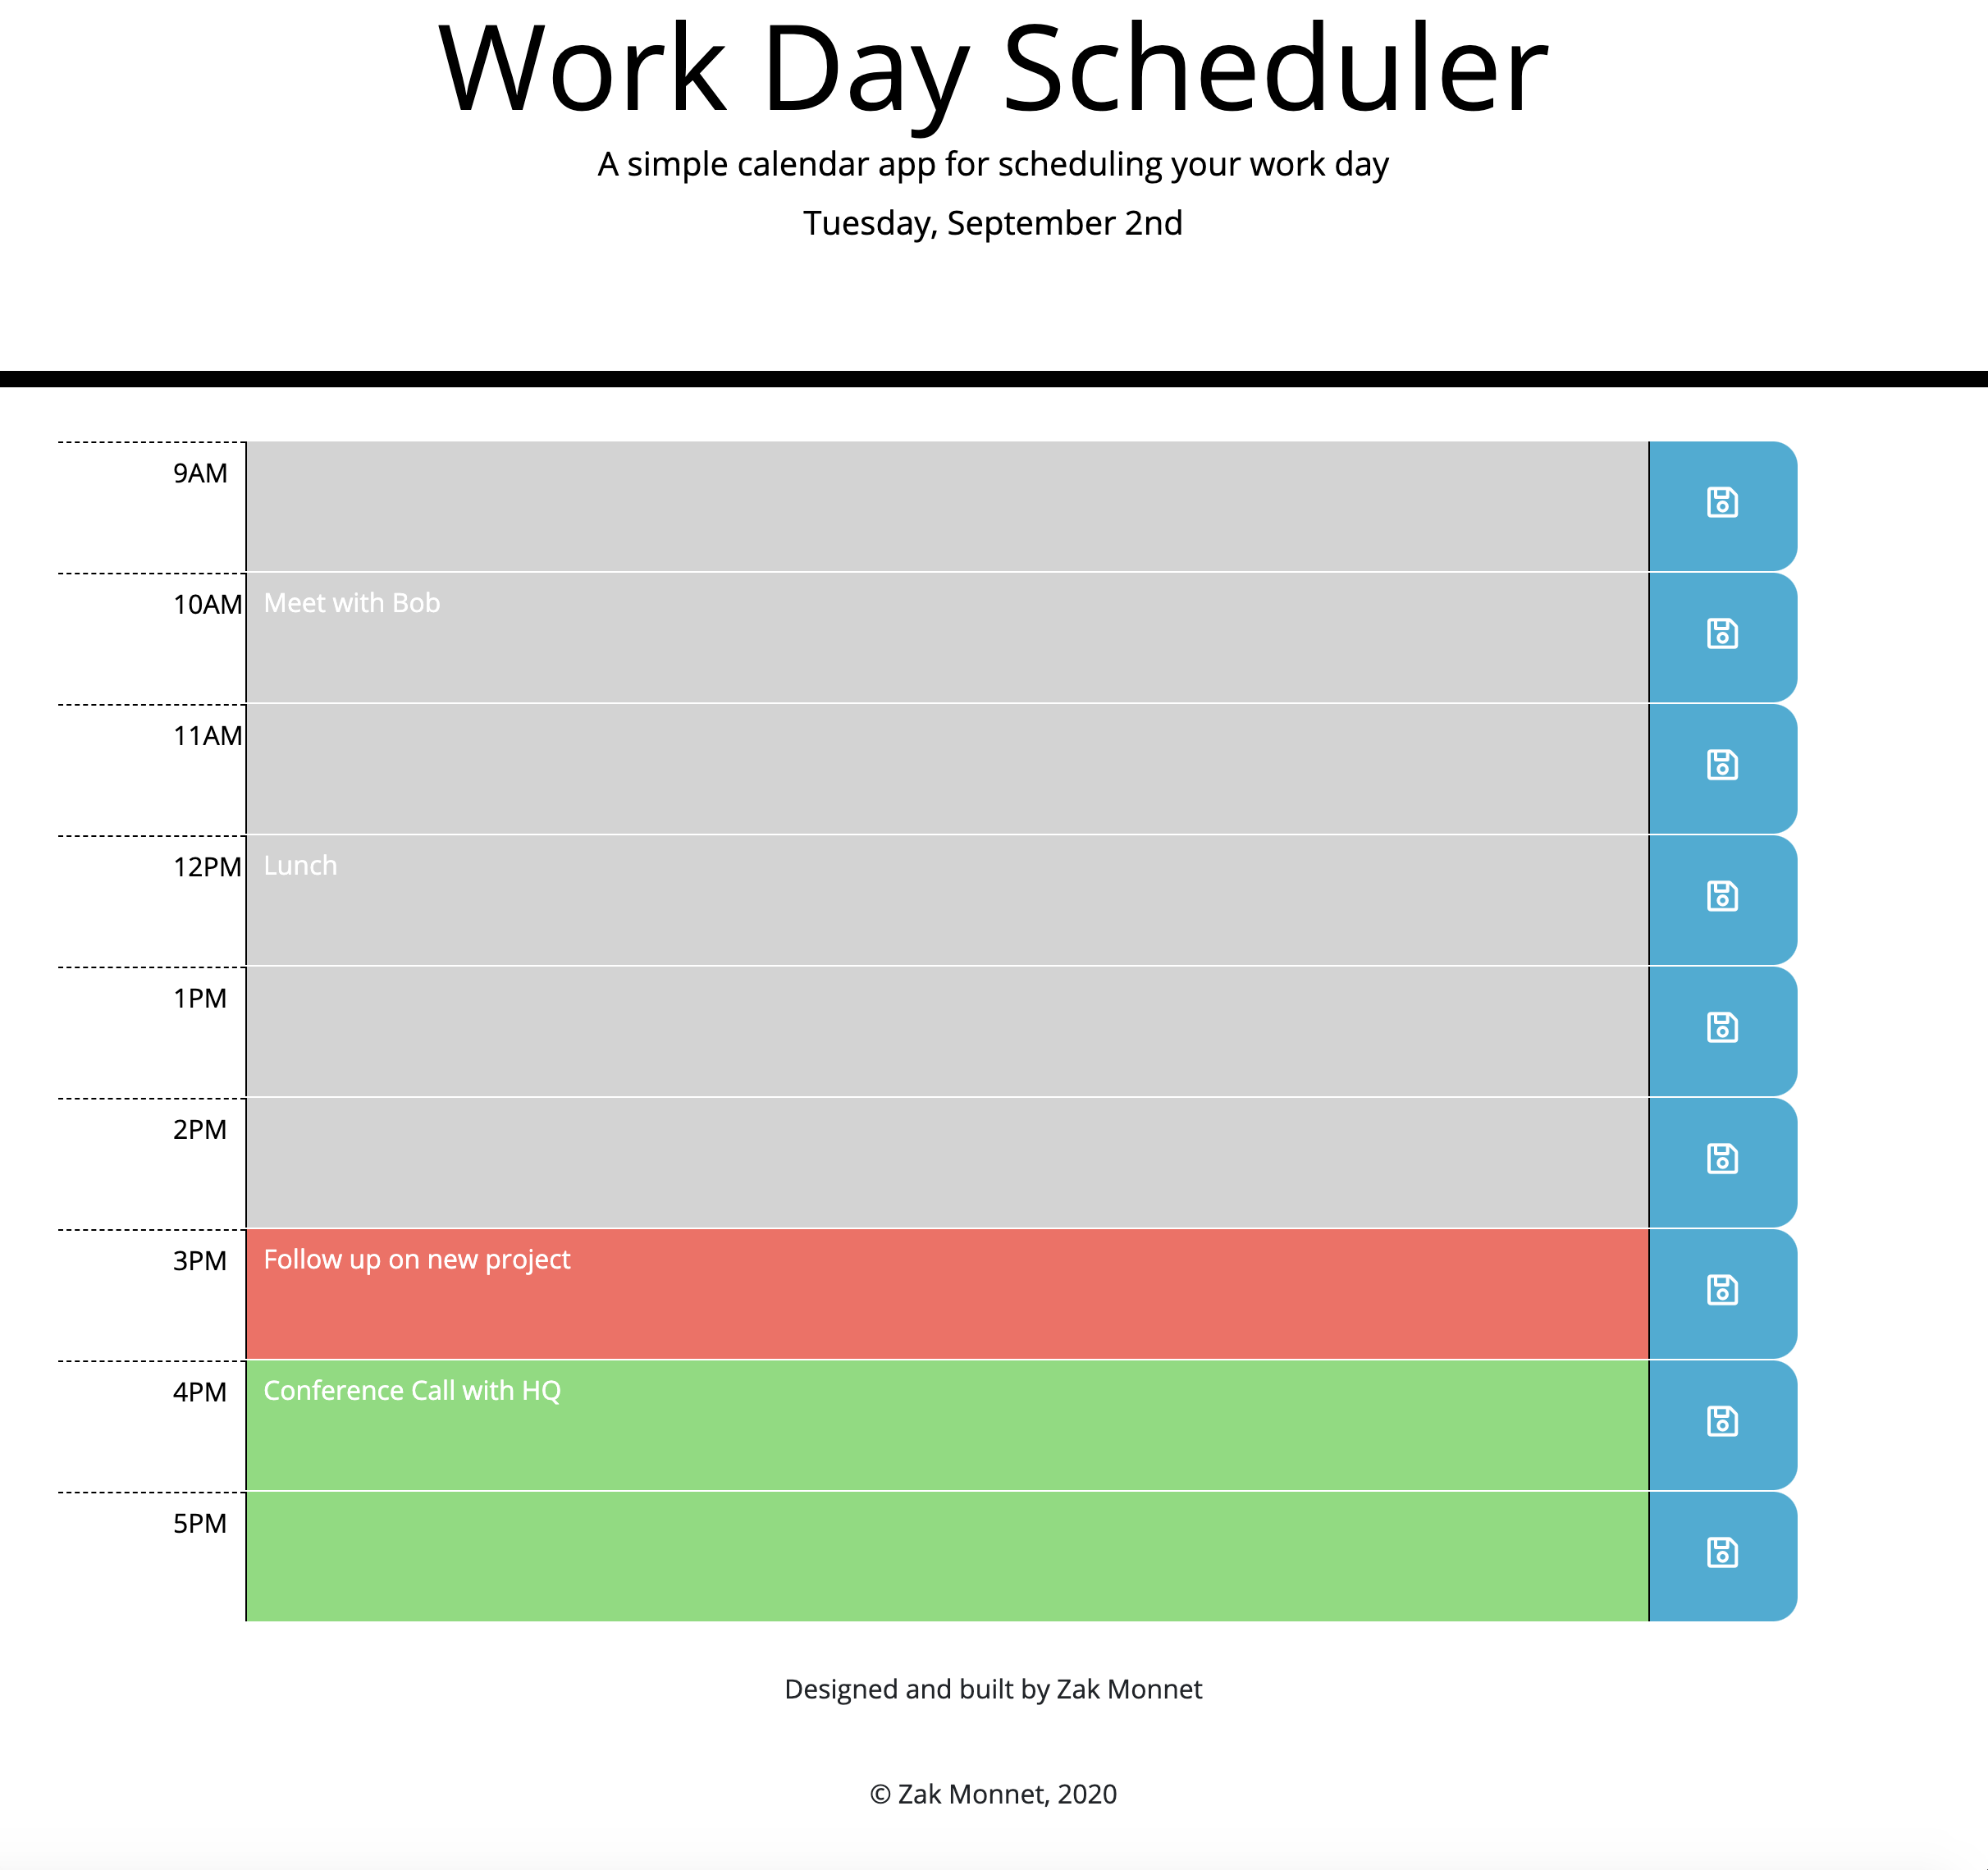 Work Day Scheduler
A simple calendar app for scheduling your work day
Tuesday, September 2nd
9AM
10AM Meet with Bob
11AM
12PM Lunch
1PM
2PM
3PM Follow up on new project
4PM Conference Call with HQ
5PM
Designed and built by Zak Monnet
© Zak Monnet, 2020